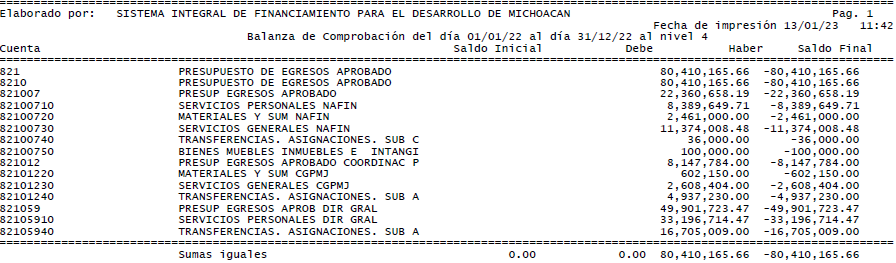 Elaborado por: SISTEMA INTEGRAL DE FINANCIAMIENTO PARA EL DESARROLLO DE MICHOACAN Pag. 1
Fecha de impresión 13/01/23 11:42
Balanza de Comprobación del día 01/01/22 al día 31/12/22 al nivel 4
Cuenta Saldo Inicial Debe Haber Saldo Final
821 PRESUPUESTO DE EGRESOS APROBADO 80,410,165.66 -80,410,165.66
8210 PRESUPUESTO DE EGRESOS APROBADO 80,410,165.66 -80,410,165.66
821007 PRESUP EGRESOS APROBADO 22,360,658.19 -22,360,658.19
82100710 SERVICIOS PERSONALES NAFIN 8,389,649.71 -8,389,649.71
82100720 MATERIALES Y SUM NAFIN 2,461,000.00 -2,461,000.00
82100730 SERVICIOS GENERALES NAFIN 11,374,008.48 -11,374,008.48
82100740 TRANSFERENCIAS. ASIGNACIONES. SUB C 36,000.00 -36,000.00
82100750 BIENES MUEBLES INMUEBLES E INTANGI 100,000.00 -100,000.00
821012 PRESUP EGRESOS APROBADO COORDINAC P 8,147,784.00 -8,147,784.00
82101220 MATERIALES Y SUM CGPMJ 602,150.00 -602,150.00
82101230 SERVICIOS GENERALES CGPMJ 2,608,404.00 -2,608,404.00
82101240 TRANSFERENCIAS. ASIGNACIONES. SUB A 4,937,230.00 -4,937,230.00
821059 PRESUP EGRESOS APROB DIR GRAL 49,901,723.47 -49,901,723.47
82105910 SERVICIOS PERSONALES DIR GRAL 33,196,714.47 -33,196,714.47
82105940 TRANSFERENCIAS. ASIGNACIONES. SUB A 16,705,009.00 -16,705,009.00
Sumas iguales 0.00 0.00 80,410,165.66 -80,410,165.66